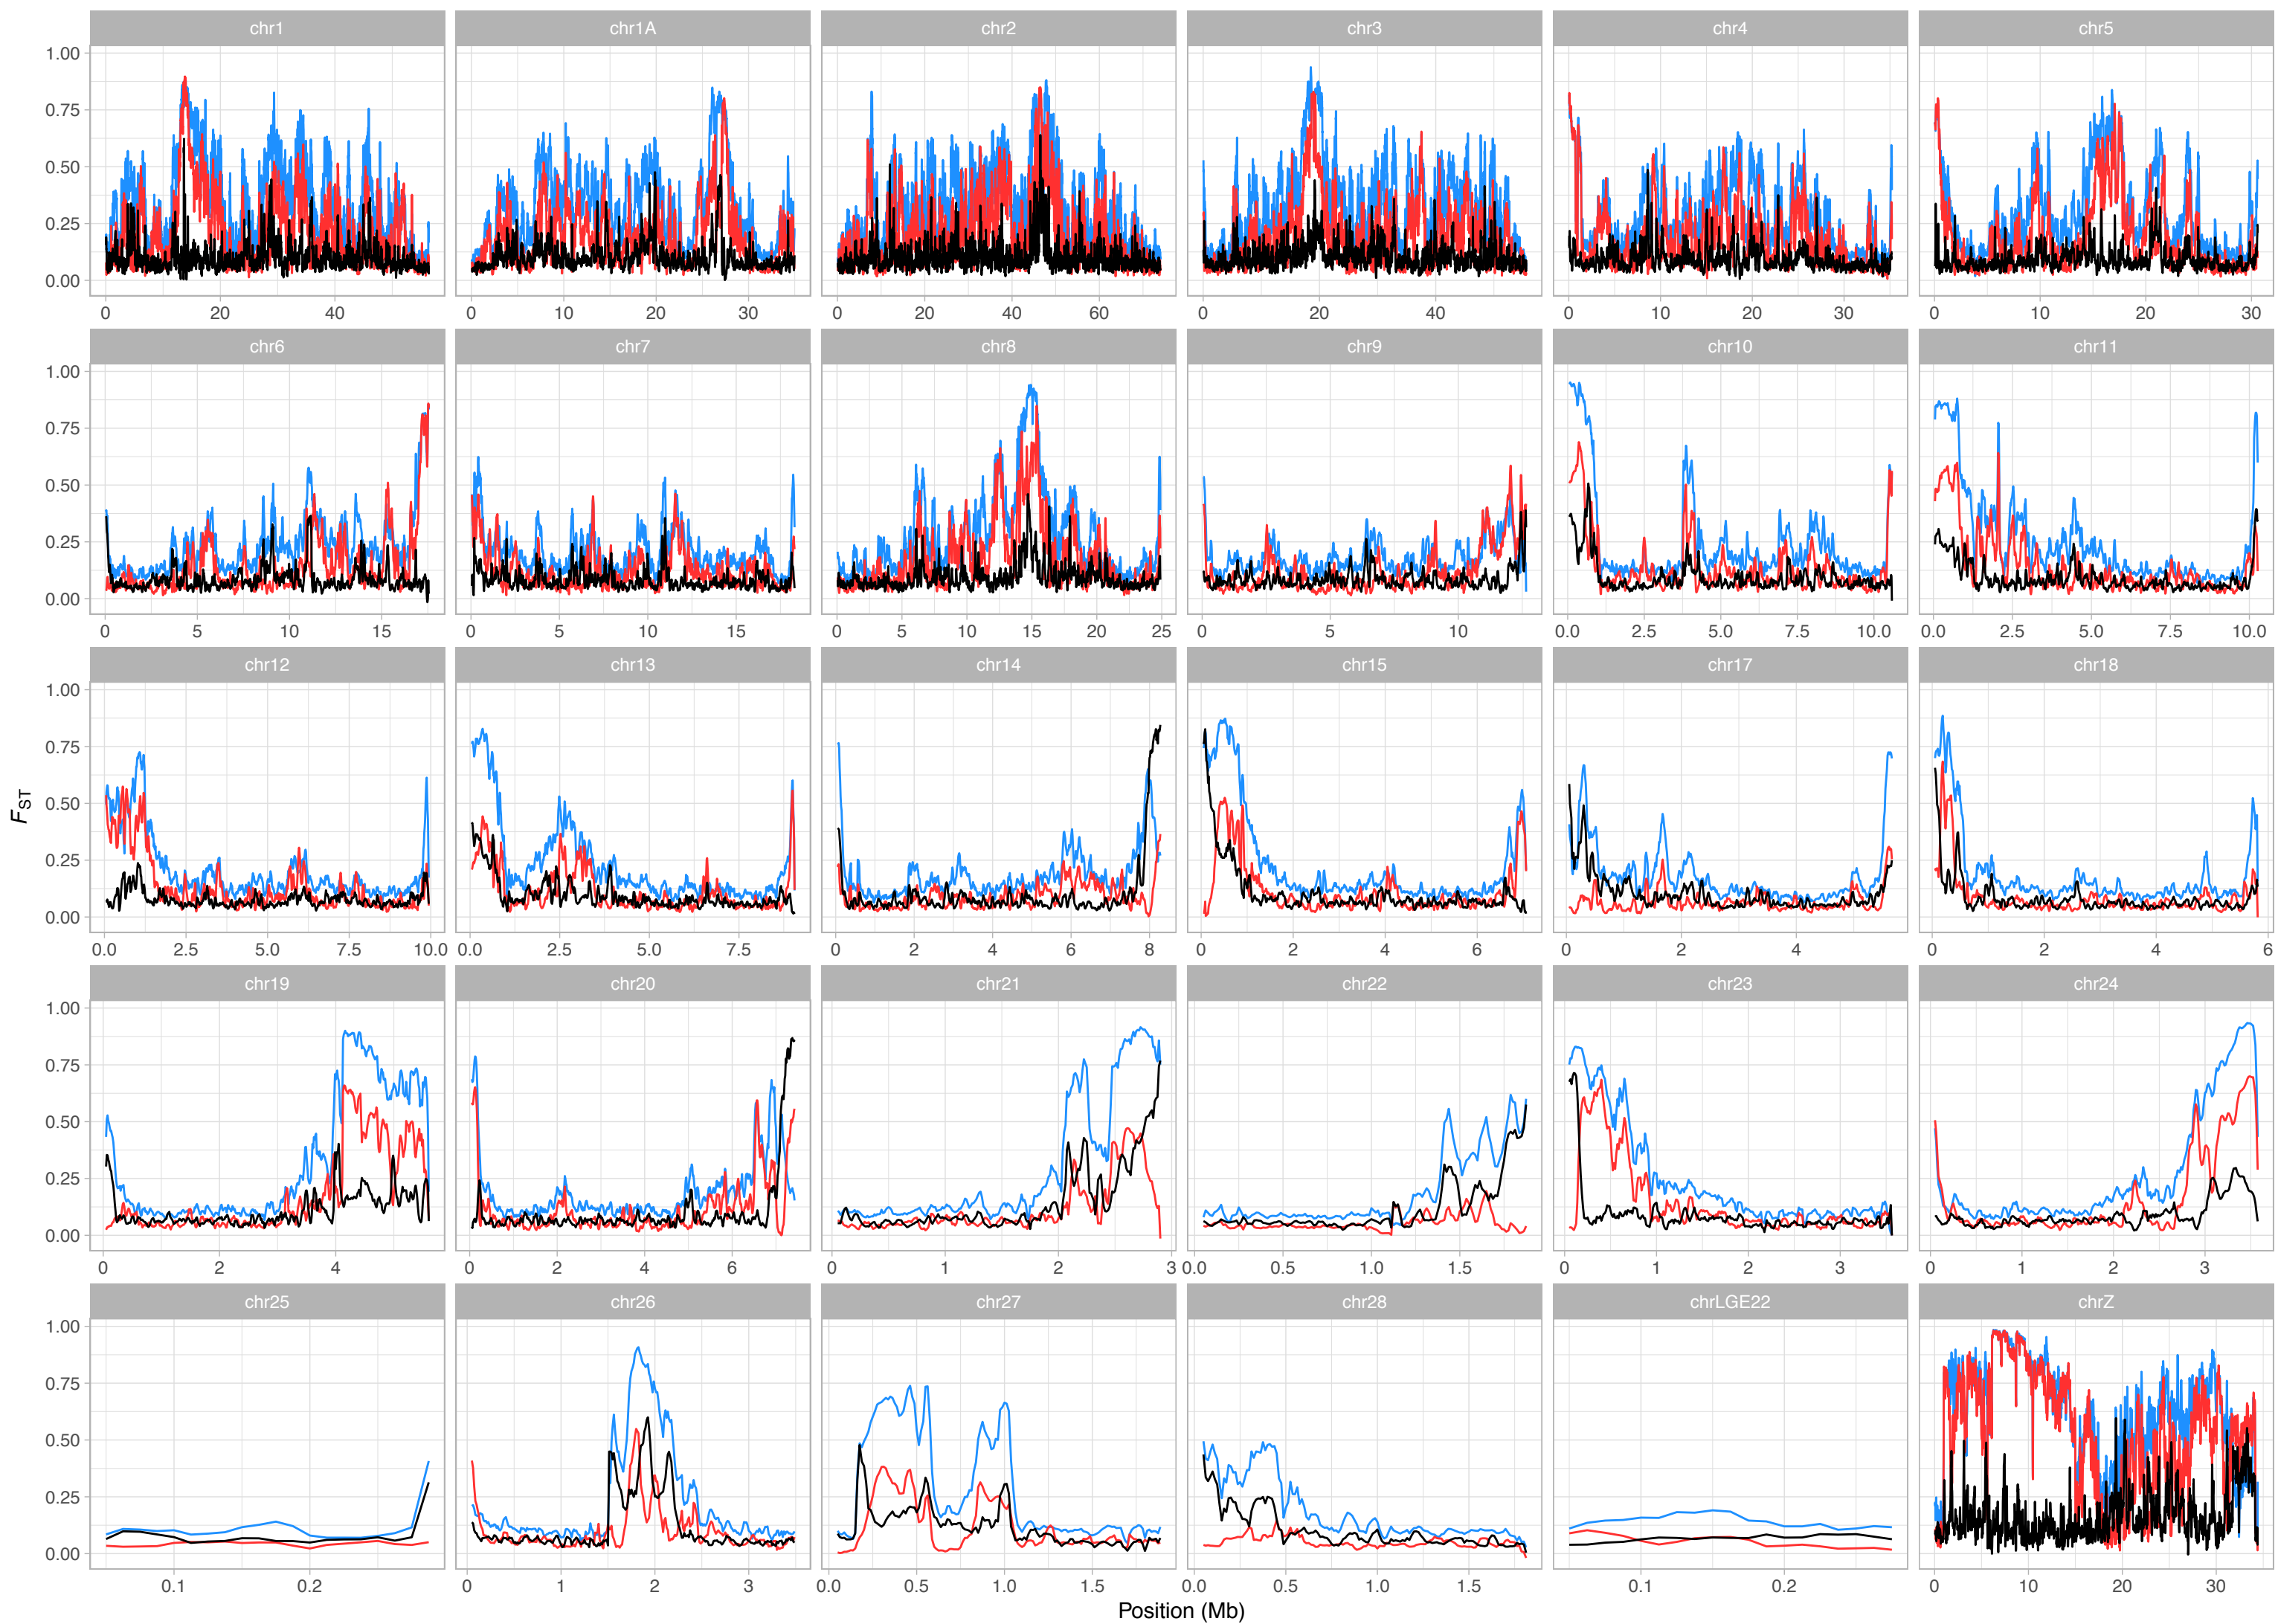 chr1 chr1A chr2 chr3 chr4 chr5
1.00
0.75
0.50
0.25
0.00
0 20 40 0 10 20 30 0 20 40 60 0 20 40 0 10 20 30 0 10 20 30
chr6 chr7 chr8 chr9 chr10 chr11
1.00
0.75
0.50
0.25
0.00
0 5 10 15 0 5 10 15 0 5 10 15 20 25 0 5 10 0.0 2.5 5.0 7.5 10.0 0.0 2.5 5.0 7.5 10.0
chr12 chr13 chr14 chr15 chr17 chr18
1.00
0.75
0.50
0.25
0.00
FST
0.0 2.5 5.0 7.5 10.0 0.0 2.5 5.0 7.5 0 2 4 6 8 0 2 4 6 0 2 4 0 2 4 6
chr19 chr20 chr21 chr22 chr23 chr24
1.00
0.75
0.50
0.25
0.00
0 2 4 0 2 4 6 0 1 2 3 0.0 0.5 1.0 1.5 0 1 2 3 0 1 2 3
chr25 chr26 chr27 chr28 chrLGE22 chrZ
1.00
0.75
0.50
0.25
0.00
0.1 0.2 0 1 2 3 0.0 0.5 1.0 1.5 0.0 0.5 1.0 1.5 0.1 0.2 0 10 20 30
Position (Mb)